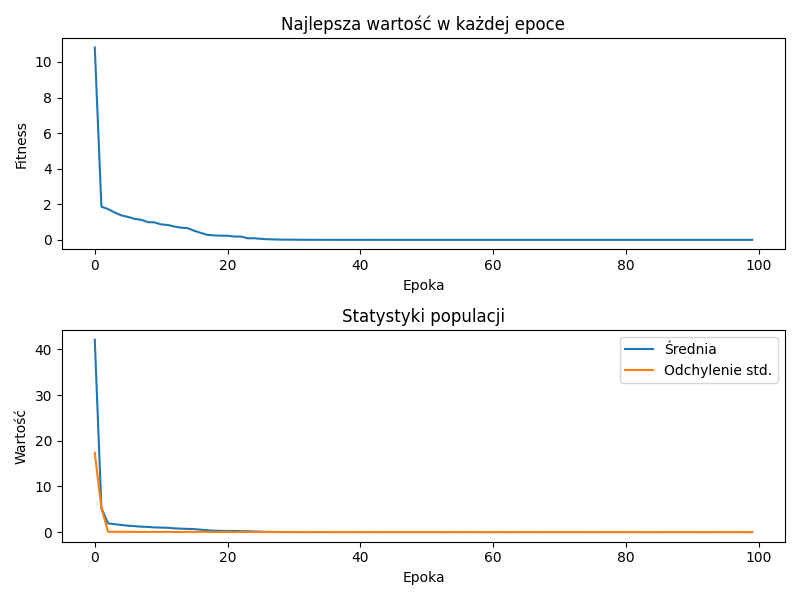 Najlepsza wartość w każdej epoce
10
8
6
4
2
0
Fitness
0 20 40 60 80 100
Epoka
Statystyki populacji
40
30
20
10
0
Wartość
Średnia
Odchylenie std.
0 20 40 60 80 100
Epoka